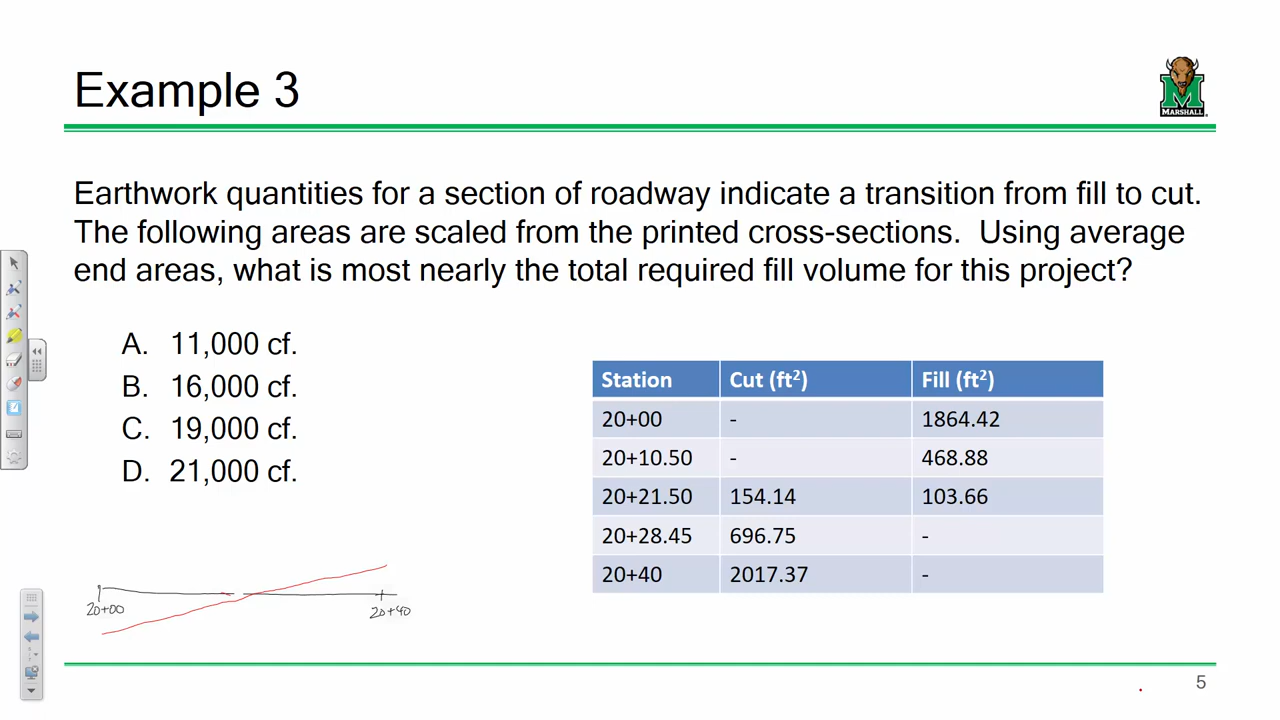 Example 3
MARSHALL
Earthwork quantities for a section of roadway indicate a transition from fill to cut.
The following areas are scaled from the printed cross-sections. Using average
end areas, what is most nearly the total required fill volume for this project?
A. 11,000 cf.
B. 16,000 cf.
C. 19,000 cf.
D. 21,000 cf.
Station Cut (ft²) Fill (ft²)
20+00 - 1864.42
20+10.50 - 468.88
20+21.50 154.14 103.66
20+28.45 696.75 -
20+40 2017.37 -
20+00 20+40
5